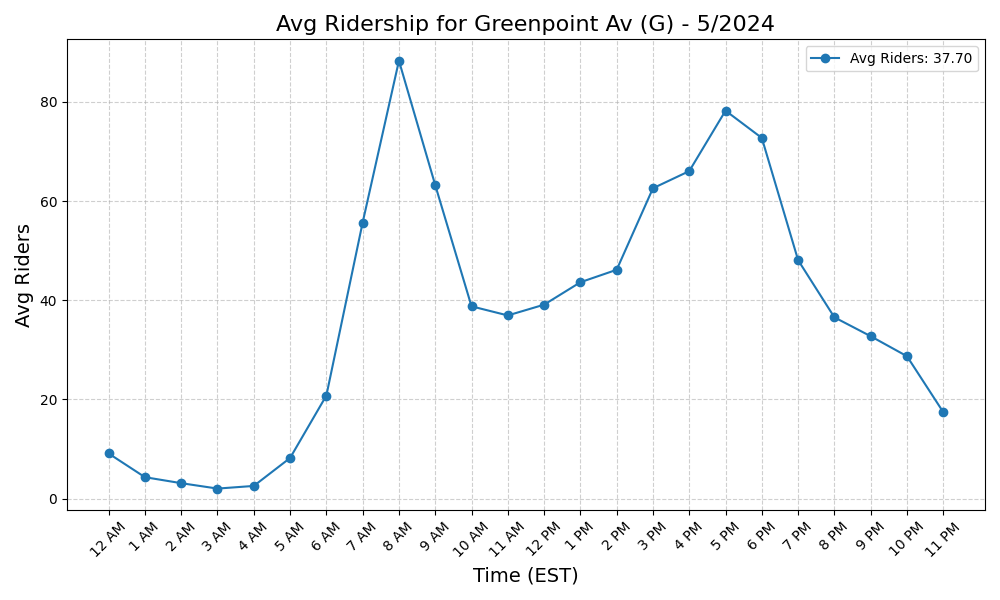 Avg Ridership for Greenpoint Av (G) - 5/2024
Avg Riders: 37.70
Avg Riders
80
60
40
20
0
12 AM
1 AM
2 AM
3 AM
4 AM
5 AM
6 AM
7 AM
8 AM
9 AM
10 AM
11 AM
12 PM
1 PM
2 PM
3 PM
4 PM
5 PM
6 PM
7 PM
8 PM
9 PM
10 PM
11 PM
Time (EST)